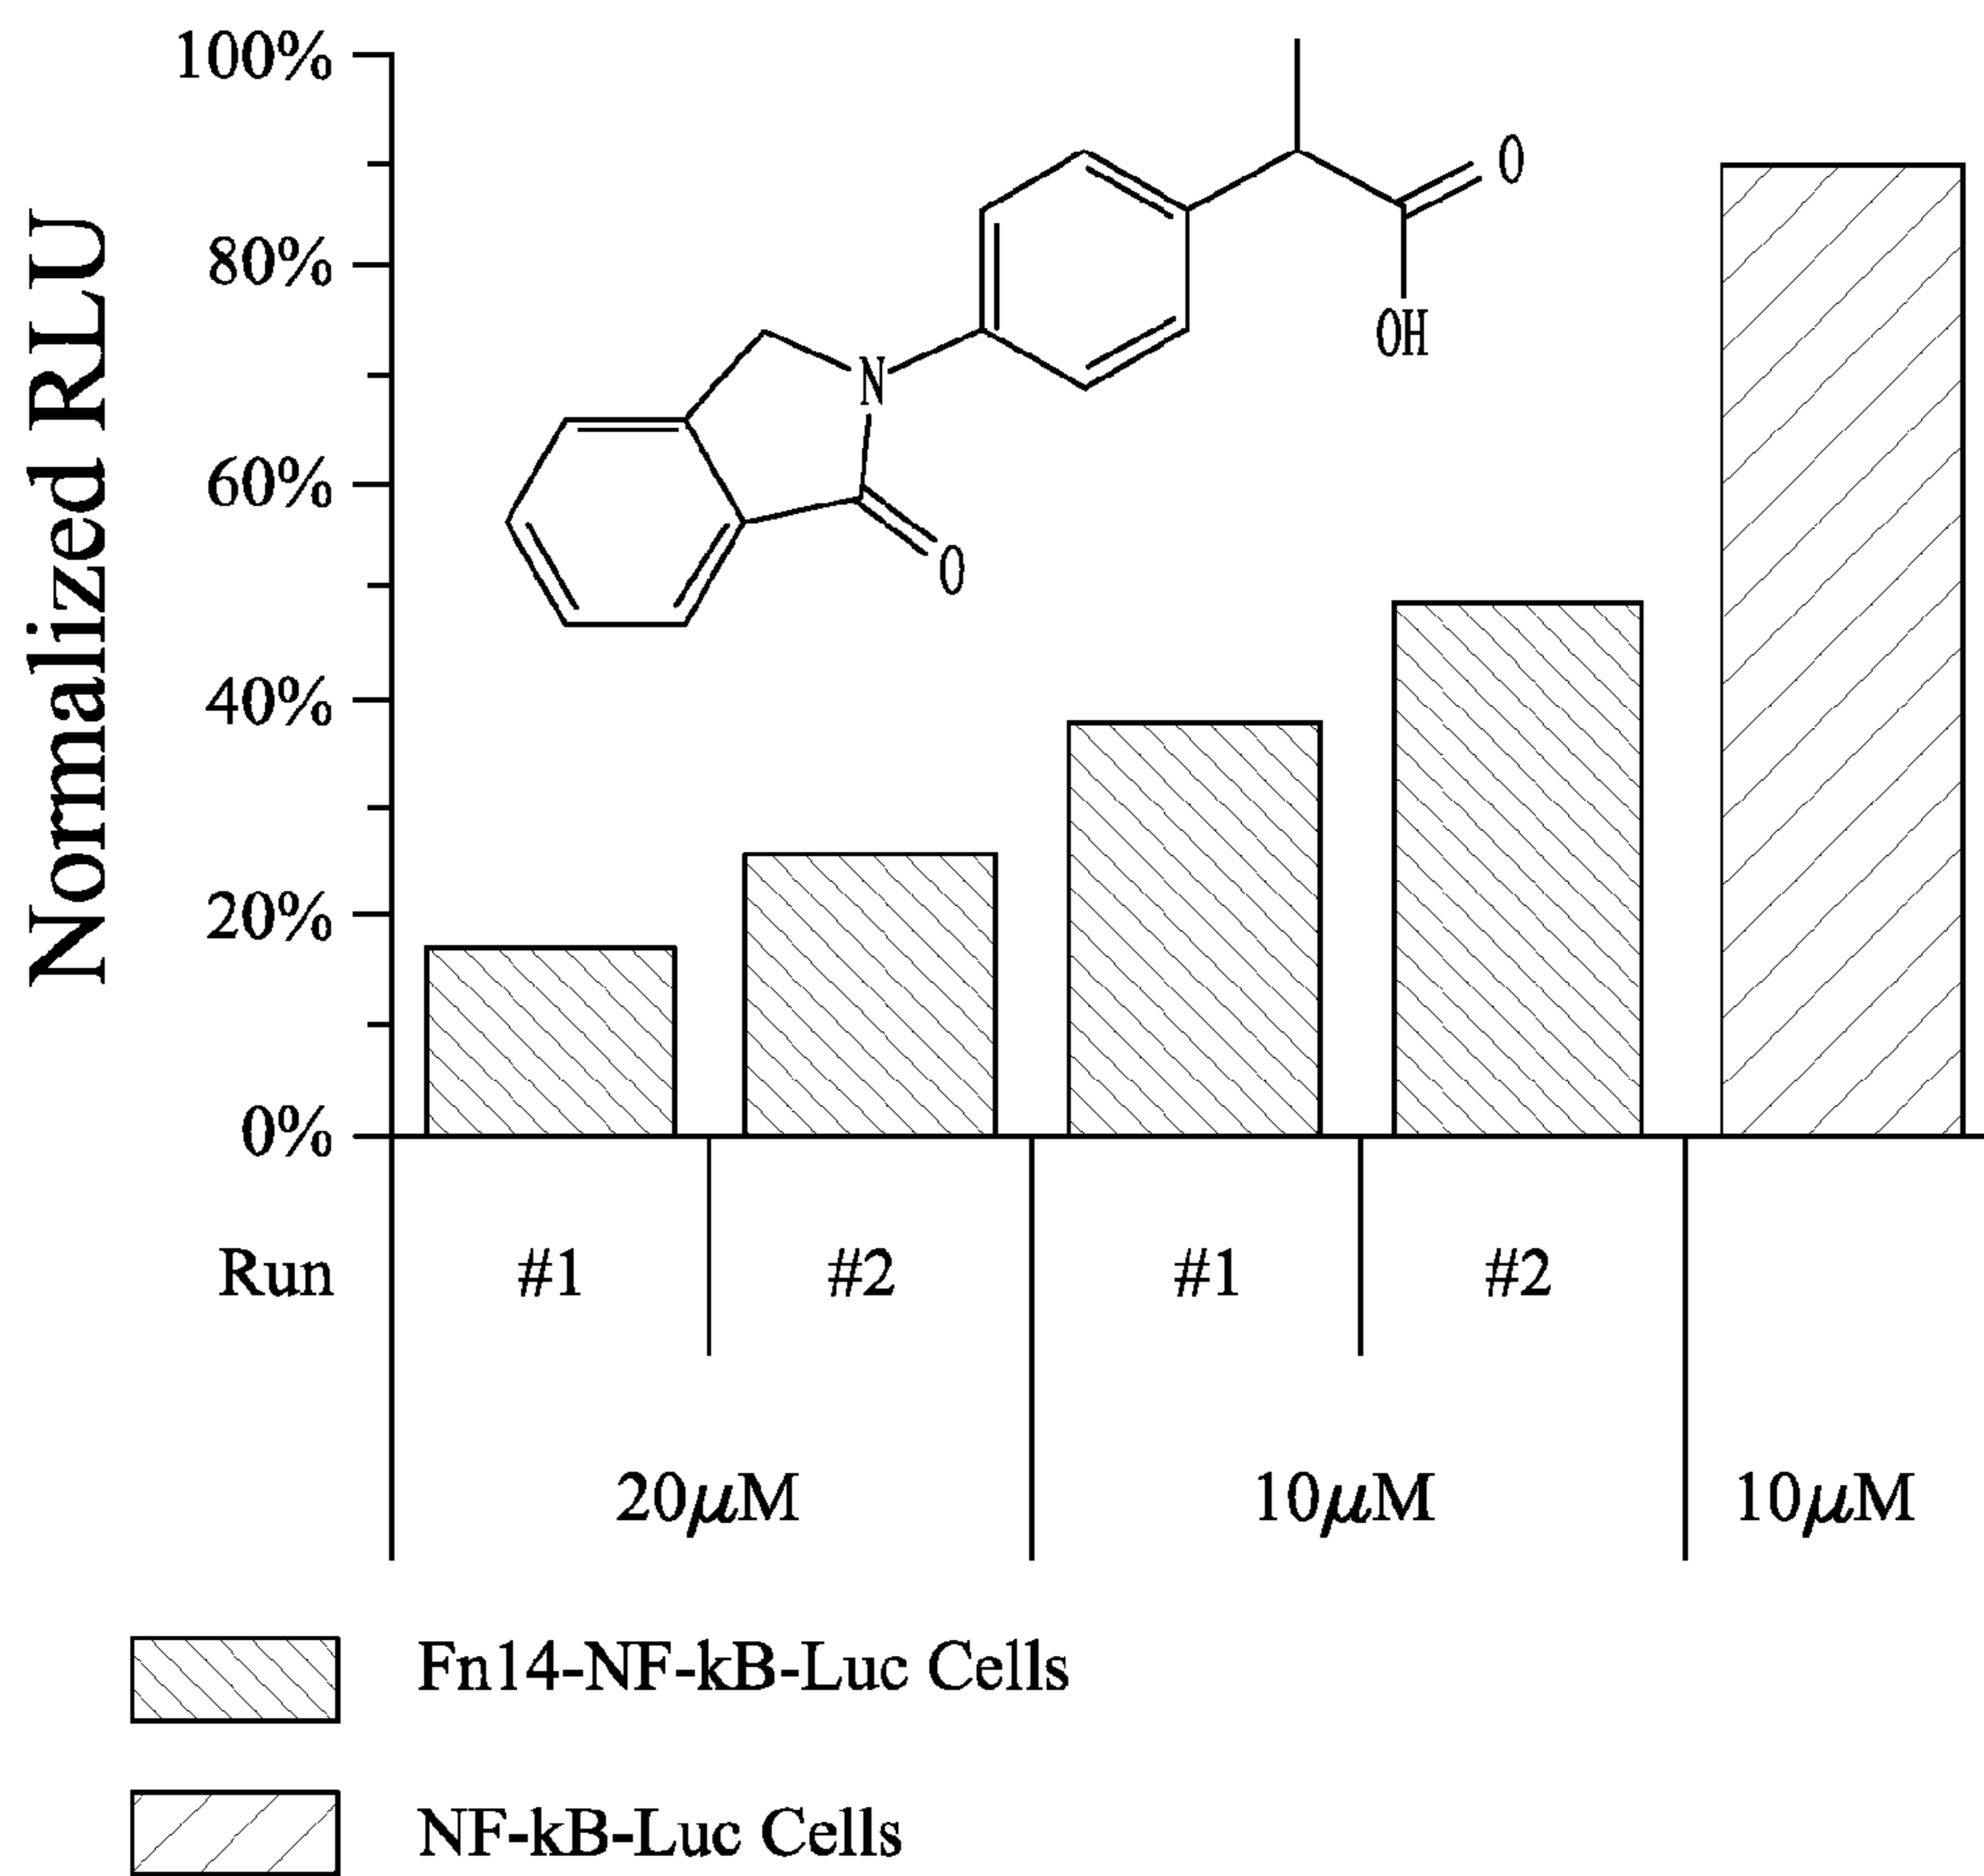 Normalized RLU
100%
80%
60%
40%
20%
0%
O
OH
N
O
Run #1 #2 #1 #2
20μM 10μM 10μM
Fn14-NF-kB-Luc Cells
NF-kB-Luc Cells